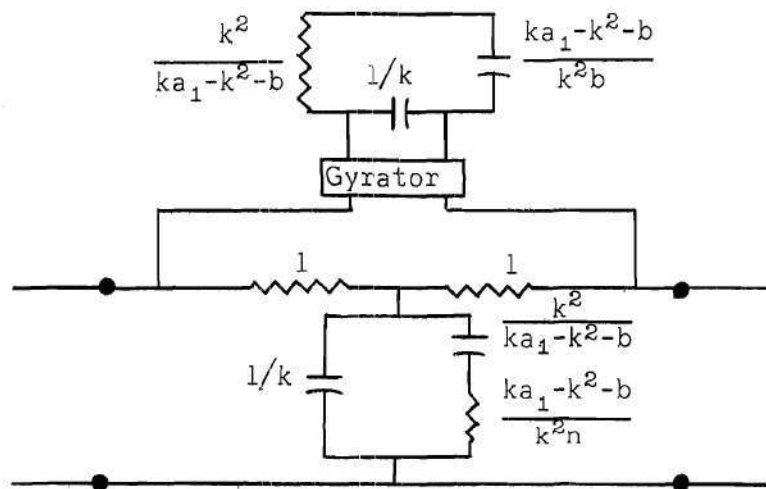 k²
ka₁-k²-b
1/k
ka₁-k²-b
k²b
Gyrator
1
1
1/k
k²
ka₁-k²-b
ka₁-k²-b
k²n